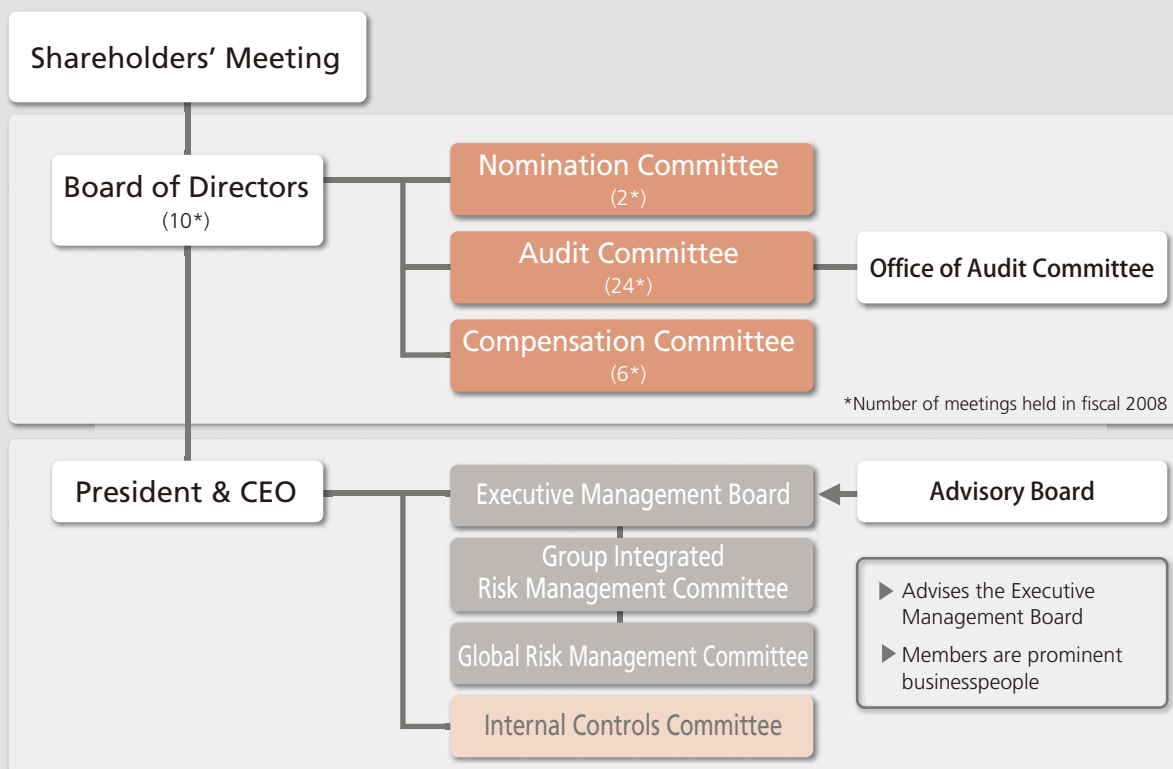 Shareholders’ Meeting
Board of Directors
(10*)
Nomination Committee
(2*)
Audit Committee
(24*)
Office of Audit Committee
Compensation Committee
(6*)
*Number of meetings held in fiscal 2008
President & CEO
Executive Management Board
Advisory Board
Group Integrated
Risk Management Committee
Global Risk Management Committee
Internal Controls Committee
▶ Advises the Executive
Management Board
▶ Members are prominent
businesspeople